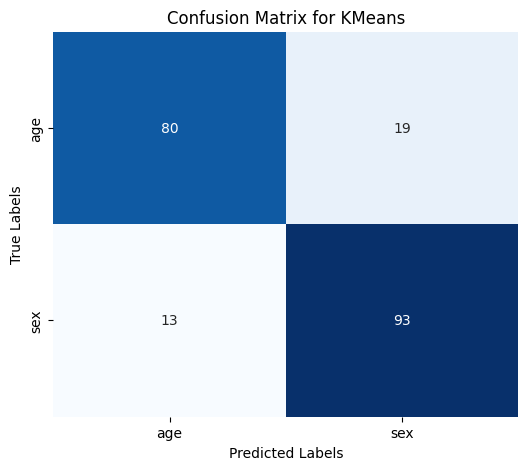 Confusion Matrix for KMeans
True Labels
age
80
19
sex
13
93
age
sex
Predicted Labels